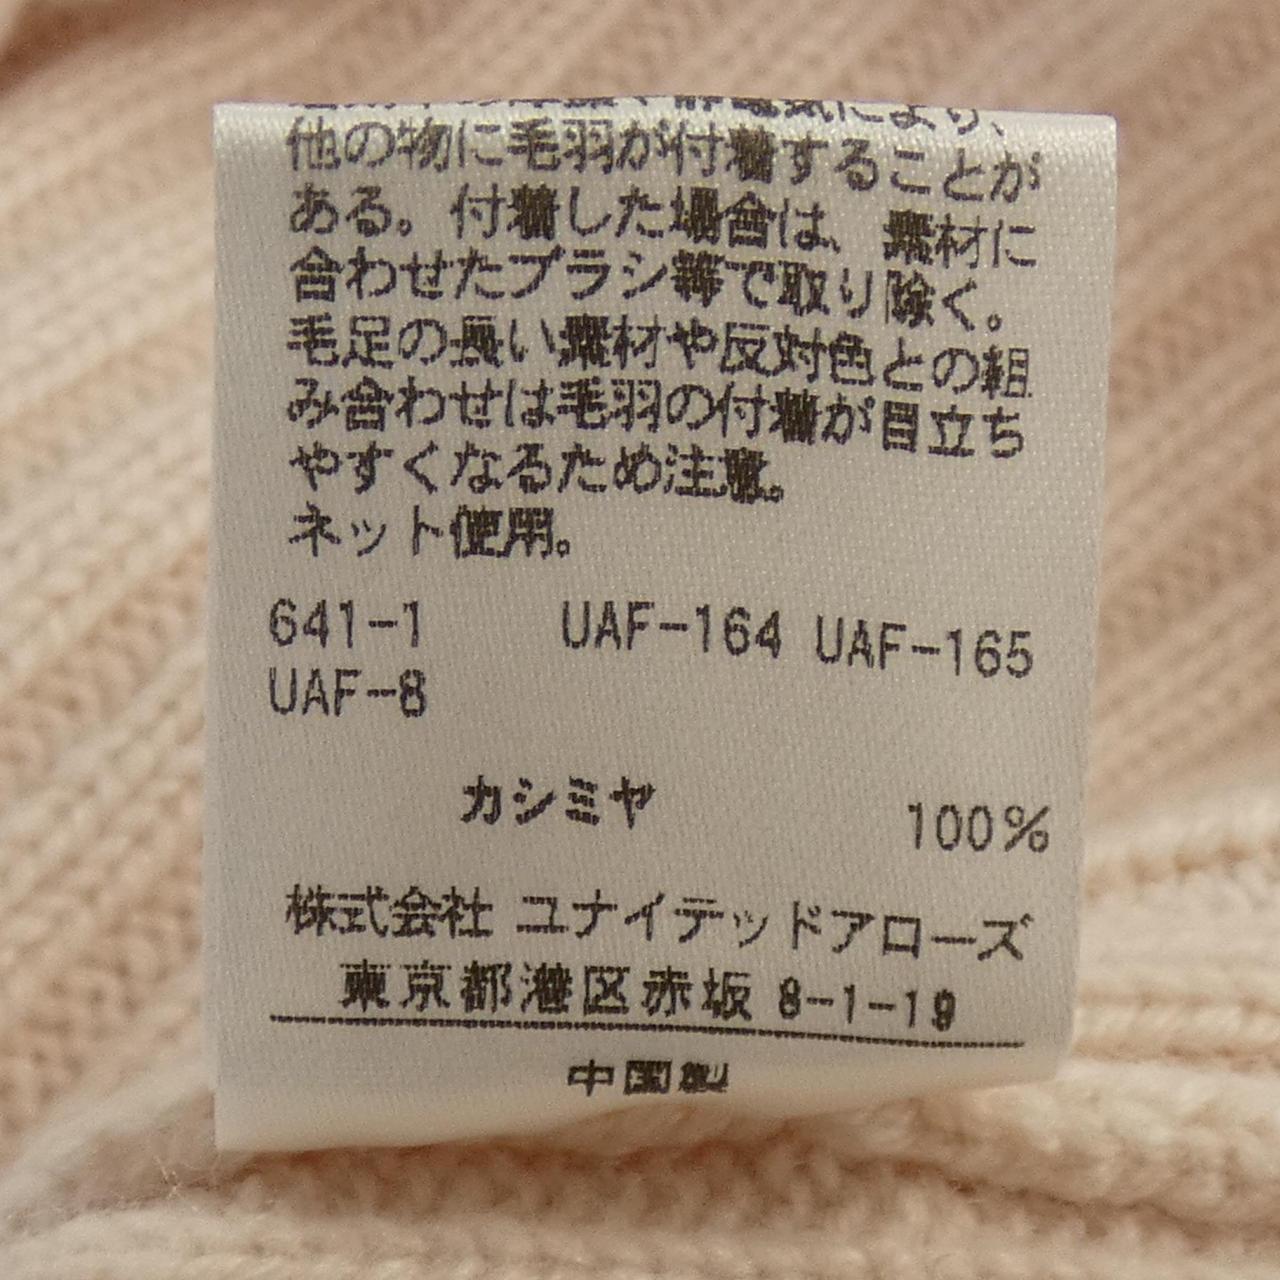 により、
他の物に毛羽が付着することが
ある。付着した場合は、素材に
合わせたブラシ等で取り除く。
毛足の長い素材や反対色との組
み合わせは毛羽の付着が目立ち
やすくなるため注意。
ネット使用。
641-1 UAF-164 UAF-165
UAF-8
カシミヤ 100%
株式会社 ユナイテッドアローズ
東京都港区赤坂 8-1-19
中国製